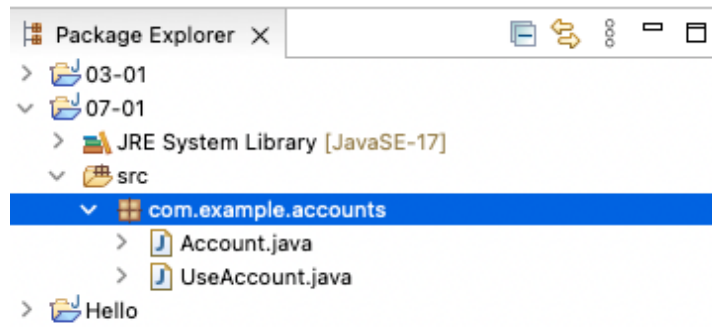 Package Explorer
03-01
07-01
JRE System Library [JavaSE-17]
src
com.example.accounts
Account.java
UseAccount.java
Hello